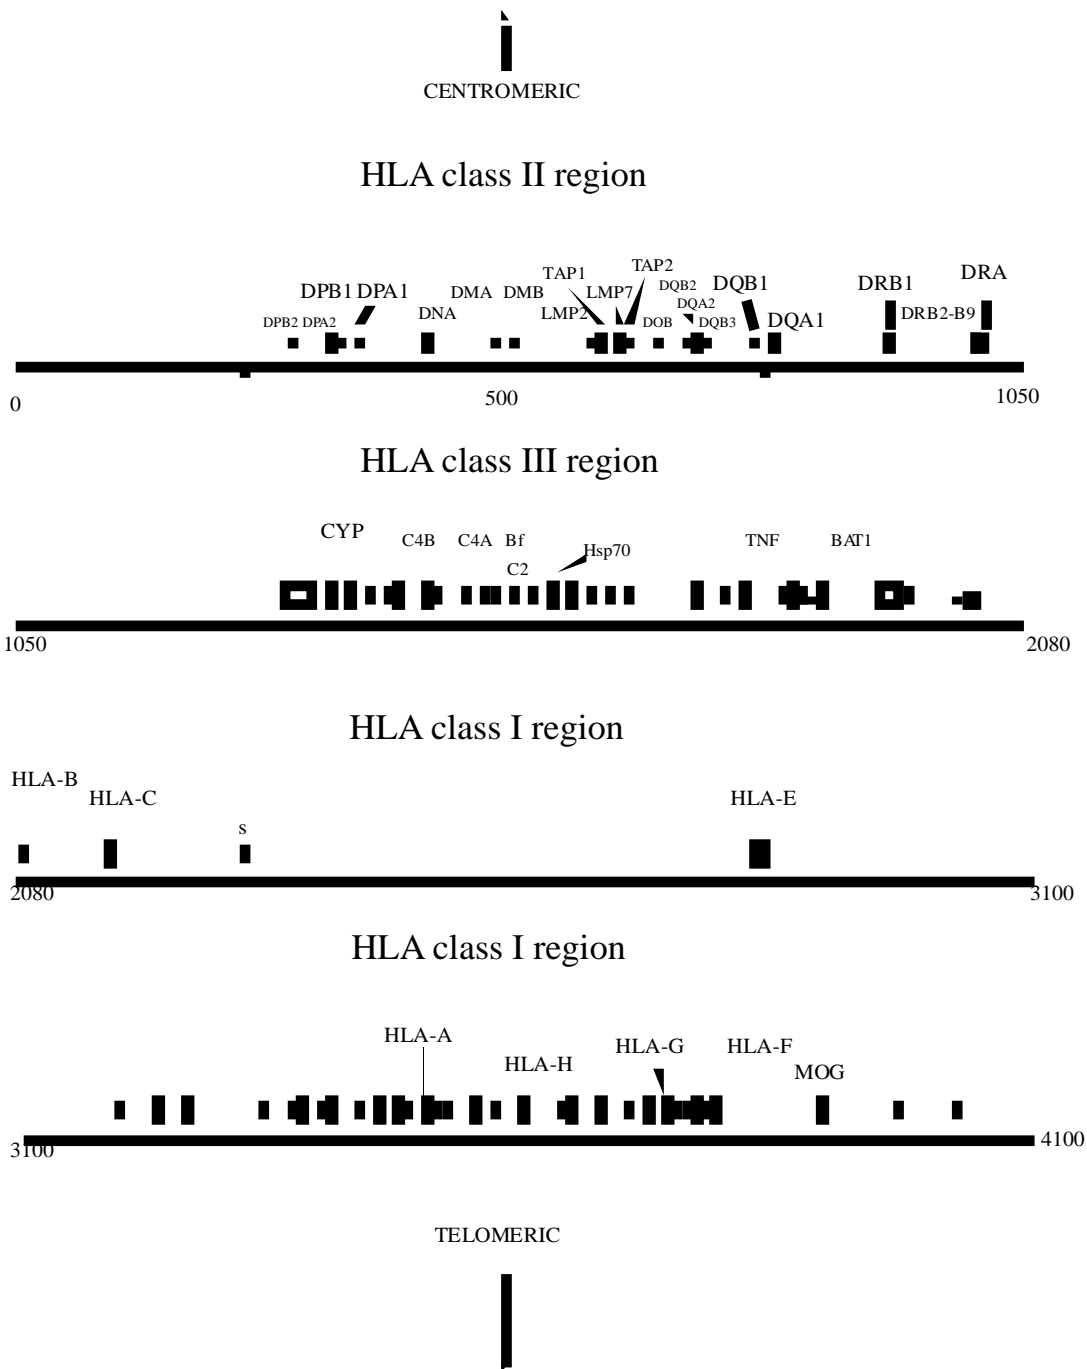 CENTROMERIC
HLA class II region
DPB1 DPA1
DPB2 DPA2
DNA
DMA
DMB
TAP1
LMP2
LMP7
TAP2
DOB
DQB2
DQA2
DQB3
DQB1
DQA1
DRB1
DRB2-B9
DRA
0
500
1050
HLA class III region
CYP
C4B
C4A
Bf
C2
Hsp70
TNF
BAT1
1050
2080
HLA class I region
HLA-B
HLA-C
s
HLA-E
2080
3100
HLA class I region
HLA-A
HLA-H
HLA-G
HLA-F
MOG
3100
4100
TELOMERIC